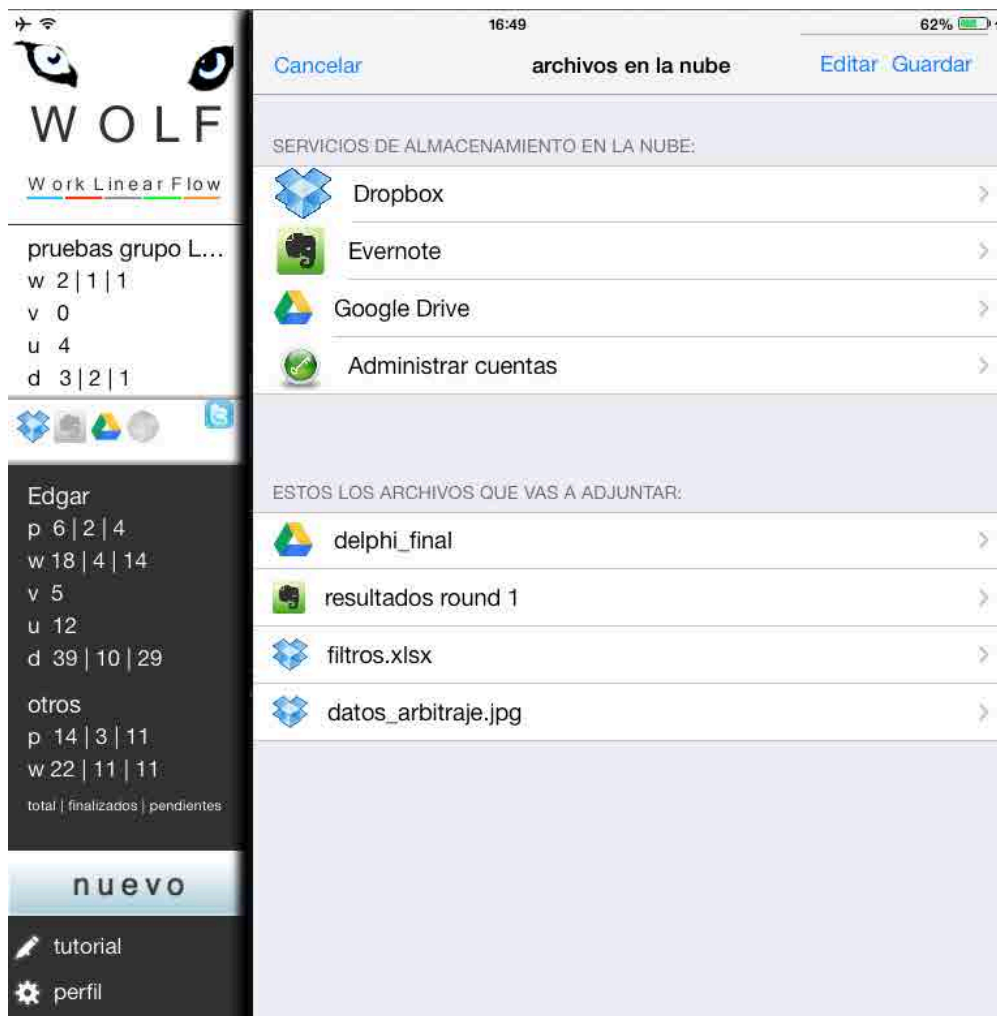 16:49
62%
WOLF
Work Linear Flow
pruebas grupo L...
w 2 | 1 | 1
v 0
u 4
d 3 | 2 | 1
Edgar
p 6 | 2 | 4
w 18 | 4 | 14
v 5
u 12
d 39 | 10 | 29
otros
p 14 | 3 | 11
w 22 | 11 | 11
total | finalizados | pendientes
nuevo
tutorial
perfil
Cancelar archivos en la nube Editar Guardar
SERVICIOS DE ALMACENAMIENTO EN LA NUBE:
Dropbox
Evernote
Google Drive
Administrar cuentas
ESTOS LOS ARCHIVOS QUE VAS A ADJUNTAR:
delphi_final
resultados round 1
filtros.xlsx
datos_arbitraje.jpg